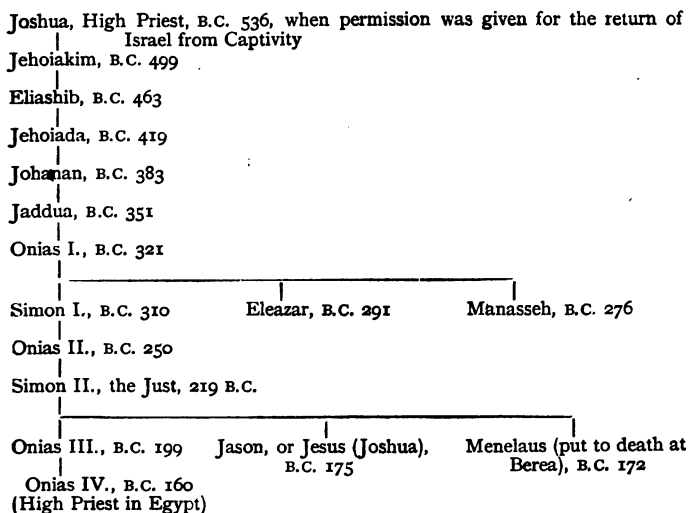 Joshua, High Priest, B.C. 536, when permission was given for the return of
Israel from Captivity
Jehoiakim, B.C. 499
Eliashib, B.C. 463
Jehoiada, B.C. 419
Johanan, B.C. 383
Jaddua, B.C. 351
Onias I., B.C. 321
Simon I., B.C. 310 Eleazar, B.C. 291 Manasseh, B.C. 276
Onias II., B.C. 250
Simon II., the Just, 219 B.C.
Onias III., B.C. 199 Jason, or Jesus (Joshua), Menelaus (put to death at
B.C. 175 Berea), B.C. 172
Onias IV., B.C. 160
(High Priest in Egypt)